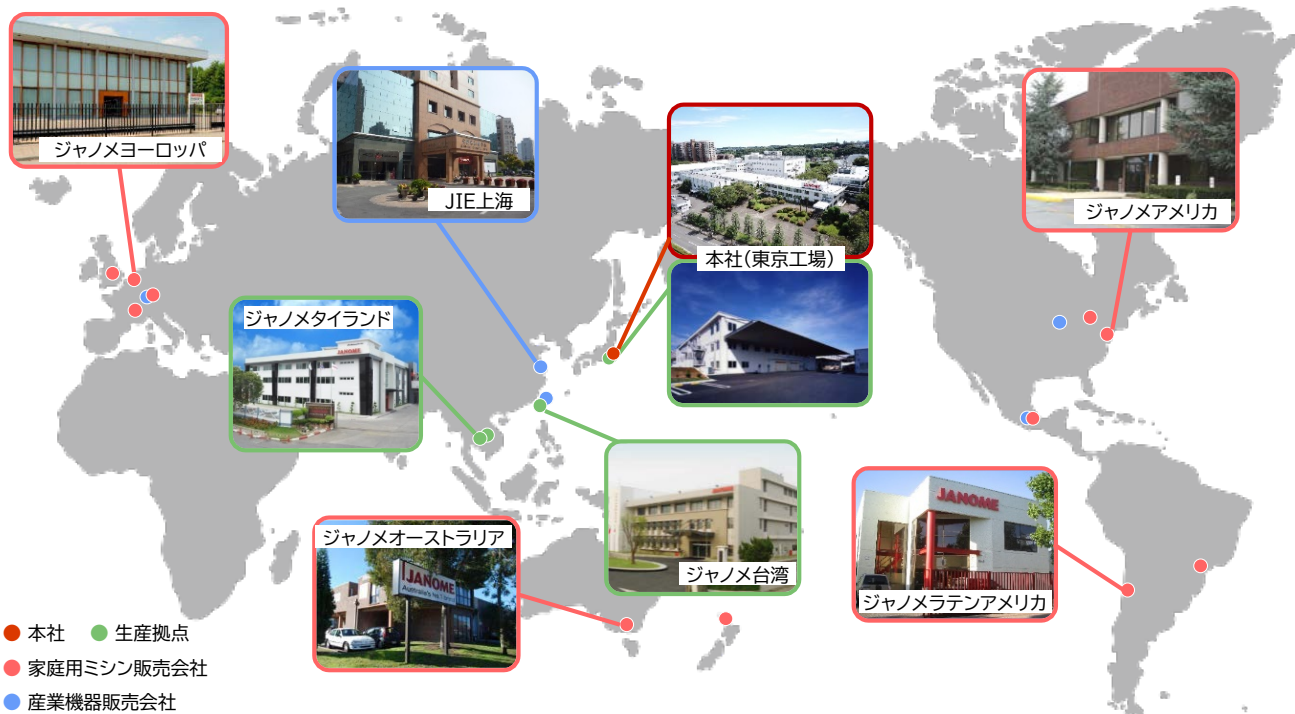 ジャノメヨーロッパ
JIE上海
本社(東京工場)
ジャノメアメリカ
ジャノメタイランド
JANOME
ジャノメオーストラリア
JANOME
Australia's No.1
ジャノメ台湾
JANOME
ジャノメラテンアメリカ
本社
生産拠点
家庭用ミシン販売会社
産業機器販売会社